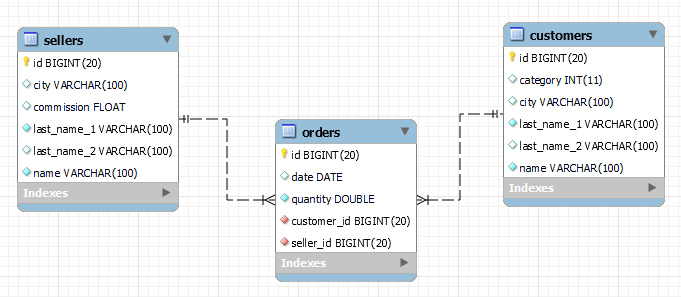 sellers
id BIGINT(20)
city VARCHAR(100)
commission FLOAT
last_name_1 VARCHAR(100)
last_name_2 VARCHAR(100)
name VARCHAR(100)
Indexes
orders
id BIGINT(20)
date DATE
quantity DOUBLE
customer_id BIGINT(20)
seller_id BIGINT(20)
Indexes
customers
id BIGINT(20)
category INT(11)
city VARCHAR(100)
last_name_1 VARCHAR(100)
last_name_2 VARCHAR(100)
name VARCHAR(100)
Indexes